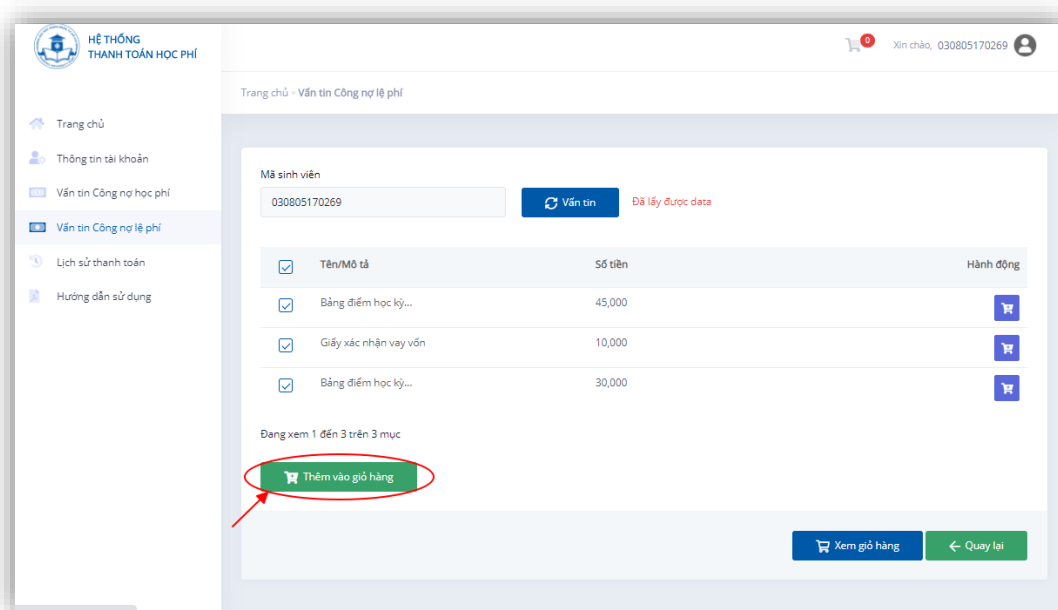 HỆ THỐNG
THANH TOÁN HỌC PHÍ
0
Xin chào, 030805170269
Trang chủ - Vấn tin Công nợ lệ phí
Trang chủ
Thông tin tài khoản
Vấn tin Công nợ học phí
Vấn tin Công nợ lệ phí
Lịch sử thanh toán
Hướng dẫn sử dụng
Mã sinh viên
030805170269
Vấn tin
Đã lấy được data
Tên/Mô tả Số tiền Hành động
Bảng điểm học kỳ... 45,000
Giấy xác nhận vay vốn 10,000
Bảng điểm học kỳ... 30,000
Đang xem 1 đến 3 trên 3 mục
Thêm vào giỏ hàng
Xem giỏ hàng
Quay lại